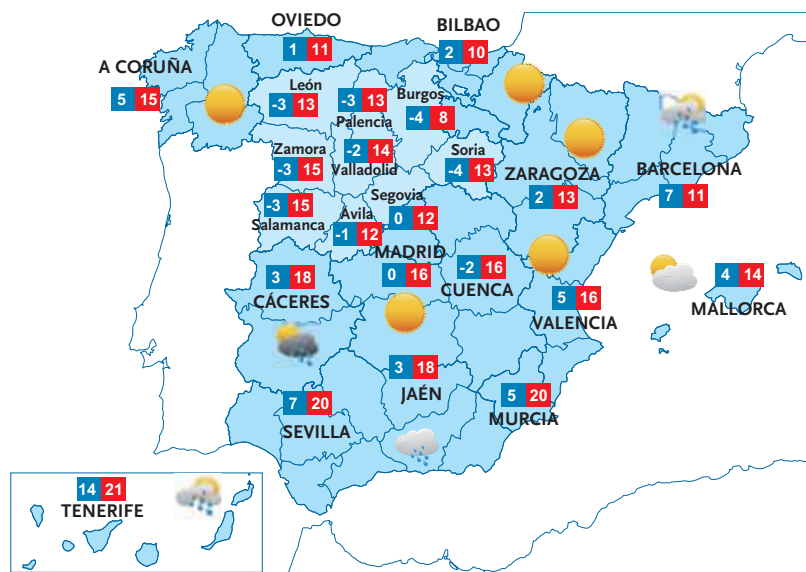 OVIEDO
1 11
BILBAO
2 10
A CORUÑA
5 15
León
-3 13
-3 13
Palencia
Burgos
-4 8
Zamora
-3 15
-2 14
Valladolid
Soria
-4 13
ZARAGOZA
2 13
BARCELONA
7 11
-3 15
Salamanca
Ávila
-1 12
Segovia
0 12
MADRID
0 16
-2 16
CUENCA
3 18
CÁCERES
5 16
VALENCIA
4 14
MALLORCA
3 18
JAÉN
7 20
SEVILLA
5 20
MURCIA
14 21
TENERIFE